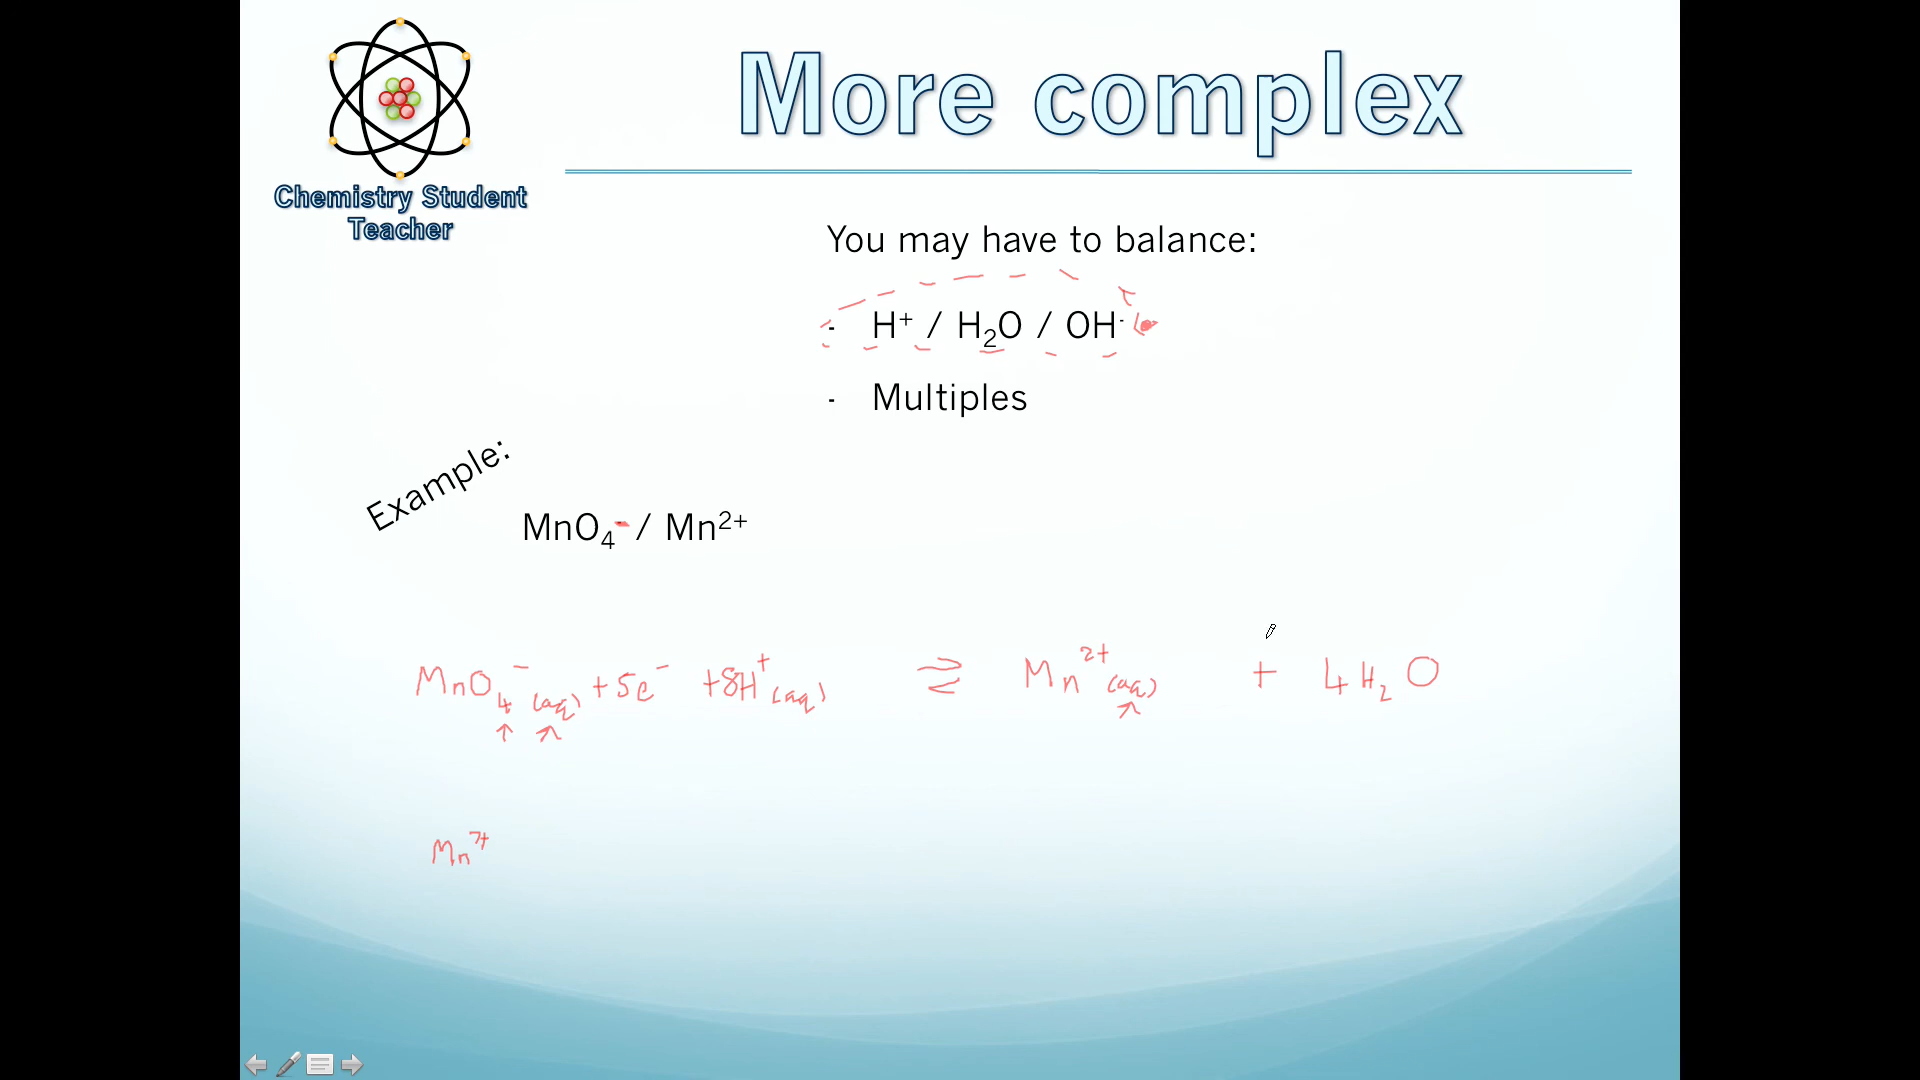 Chemistry Student
Teacher
More complex
You may have to balance:
- H⁺ / H₂O / OH⁻
- Multiples
Example:
MnO₄⁻ / Mn²⁺
MnO₄⁻(aq) + 5e⁻ + 8H⁺(aq) ⇌ Mn²⁺(aq) + 4H₂O
Mn⁷⁺